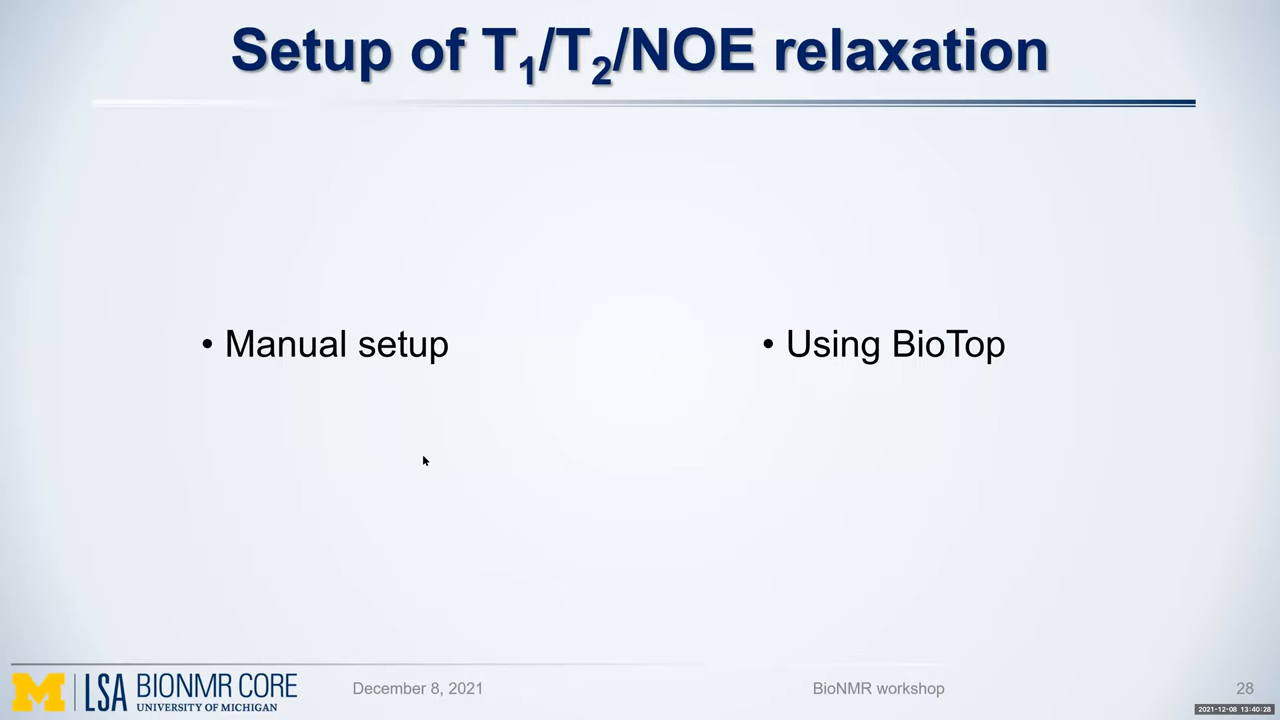 Setup of T1/T2/NOE relaxation
• Manual setup
• Using BioTop
M LSA BIONMR CORE
UNIVERSITY OF MICHIGAN
December 8, 2021
BioNMR workshop
28
2021-12-08 13:40:28